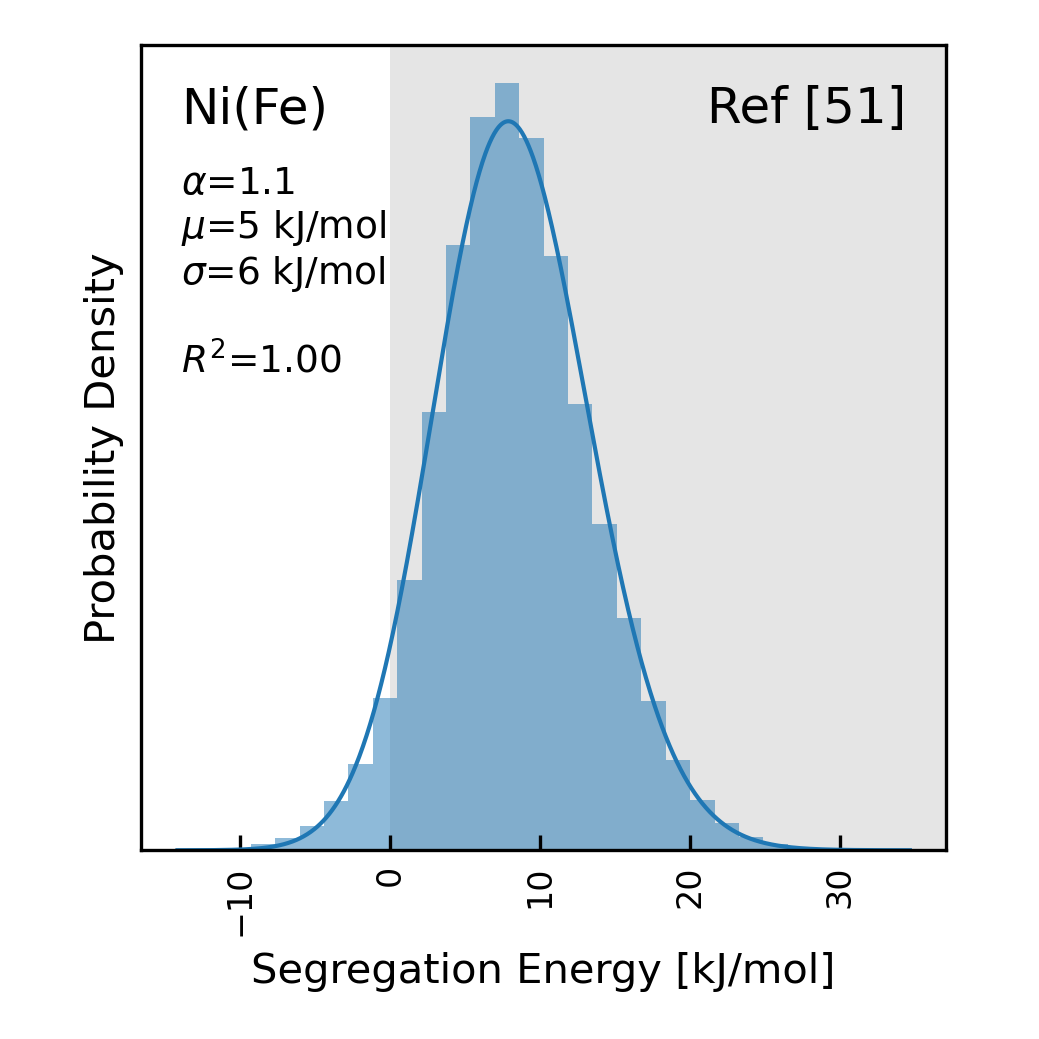 Ni(Fe)
Ref [51]
α=1.1
μ=5 kJ/mol
σ=6 kJ/mol
R²=1.00
Probability Density
−10
0
10
20
30
Segregation Energy [kJ/mol]